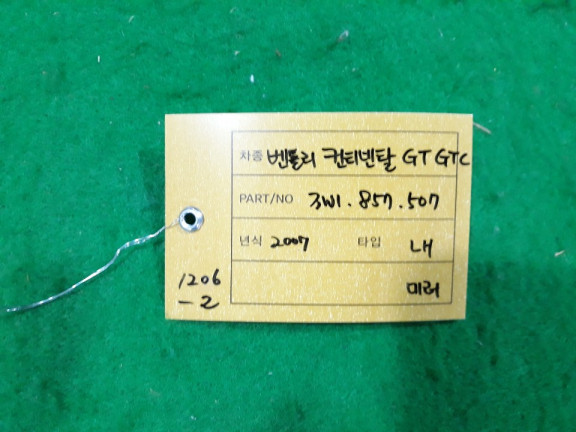 차종 벤틀리 컨티넨탈 GT GTC
PART/NO 3W1.857.507
년식 2007 타입 내
미러
1206
-2